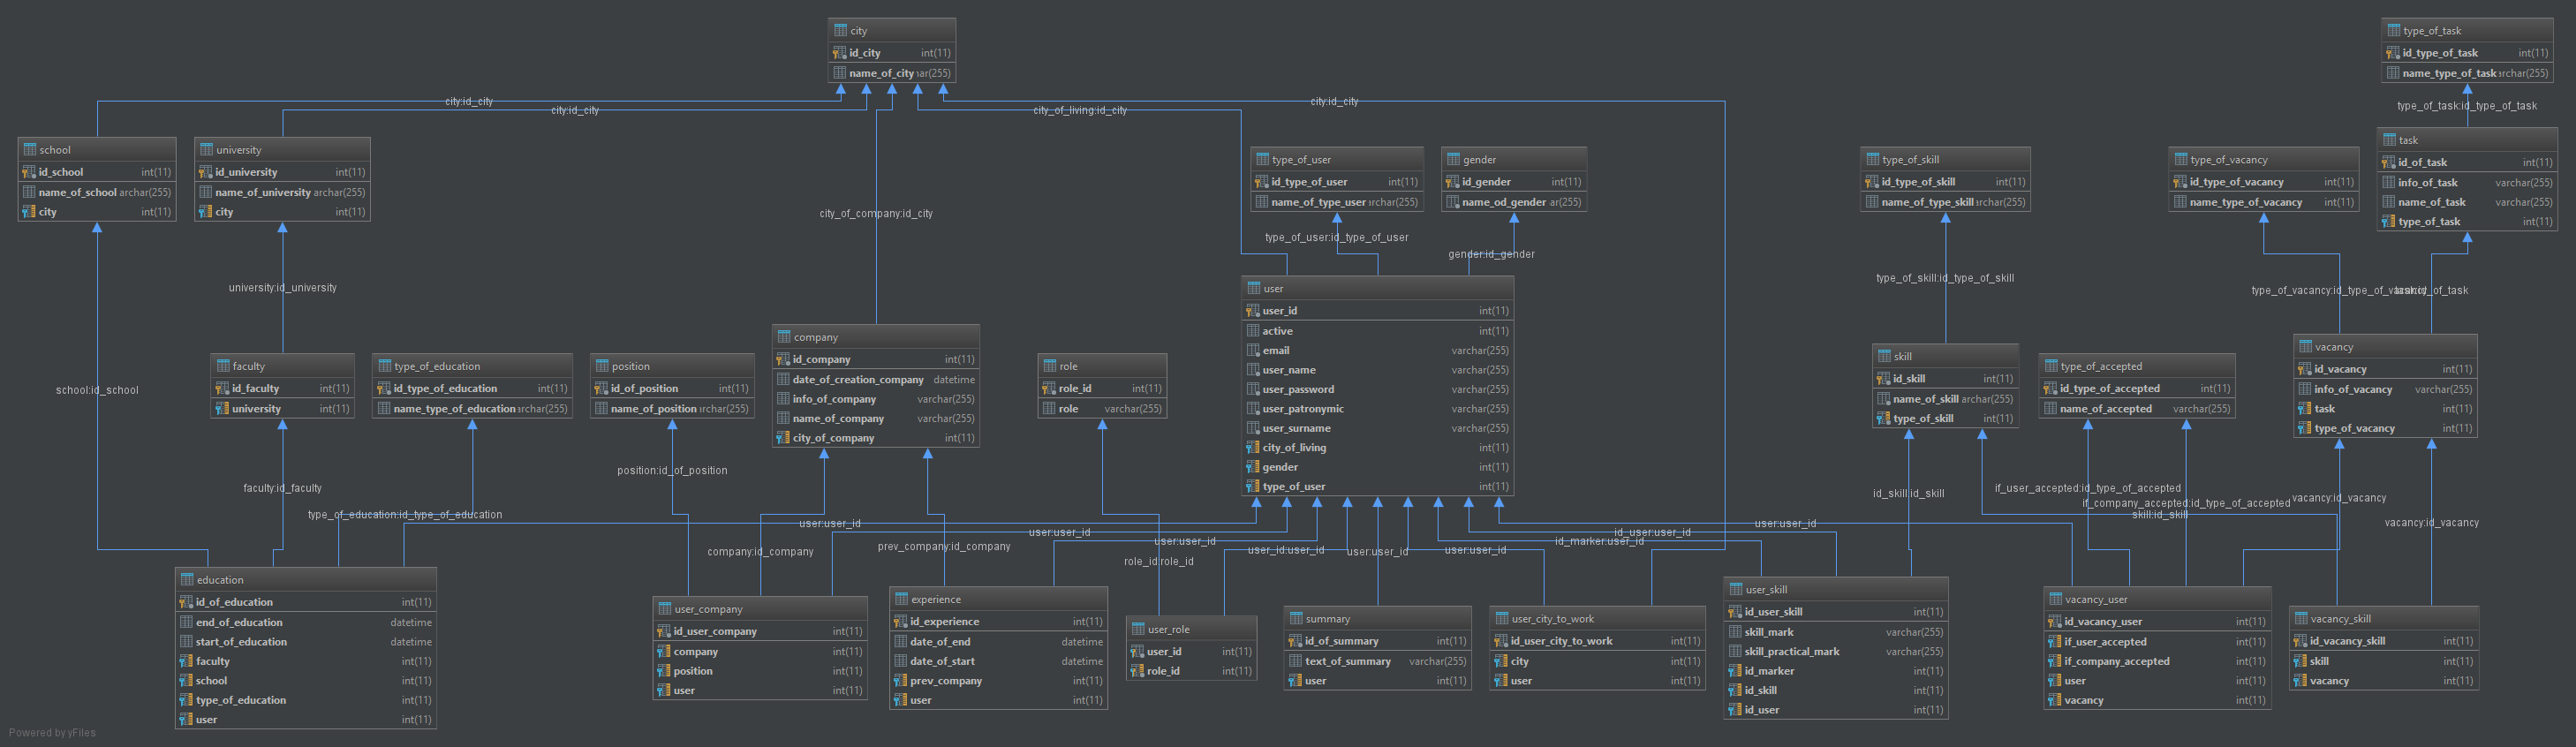 city
id_city int(11)
name_of_city ıar(255)
type_of_task
id_type_of_task int(11)
name_type_of_task ırchar(255)
city:id_city
city:id_city
city_of_living:id_city
city:id_city
type_of_task:id_type_of_task
school
id_school int(11)
name_of_school archar(255)
city int(11)
university
id_university int(11)
name_of_university archar(255)
city int(11)
type_of_user
id_type_of_user int(11)
name_of_type_user ırchar(255)
gender
id_gender int(11)
name_od_gender ar(255)
type_of_skill
id_type_of_skill int(11)
name_of_type_skill ırchar(255)
type_of_vacancy
id_type_of_vacancy int(11)
name_type_of_vacancy int(11)
task
id_of_task int(11)
info_of_task varchar(255)
name_of_task varchar(255)
type_of_task int(11)
city_of_company:id_city
type_of_user:id_type_of_user
gender:id_gender
type_of_skill:id_type_of_skill
university:id_university
type_of_vacancy:id_type_of_vacancy
task:id_of_task
user
user_id int(11)
active int(11)
email varchar(255)
user_name varchar(255)
user_password varchar(255)
user_patronymic varchar(255)
user_surname varchar(255)
city_of_living int(11)
gender int(11)
type_of_user int(11)
company
id_company int(11)
date_of_creation_company datetime
info_of_company varchar(255)
name_of_company varchar(255)
city_of_company int(11)
faculty
id_faculty int(11)
university int(11)
type_of_education
id_type_of_education int(11)
name_type_of_education ırchar(255)
position
id_of_position int(11)
name_of_position ırchar(255)
role
role_id int(11)
role varchar(255)
skill
id_skill int(11)
name_of_skill archar(255)
type_of_skill int(11)
type_of_accepted
id_type_of_accepted int(11)
name_of_accepted varchar(255)
vacancy
id_vacancy int(11)
info_of_vacancy varchar(255)
task int(11)
type_of_vacancy int(11)
school:id_school
faculty:id_faculty
position:id_of_position
type_of_education:id_type_of_education
id_skill:id_skill
if_user_accepted:id_type_of_accepted
if_company_accepted:id_type_of_accepted
skill:id_skill
vacancy:id_vacancy
vacancy:id_vacancy
user:user_id
user:user_id
user:user_id
user_id:user_id
user:user_id
user:user_id
id_marker:user_id
id_user:user_id
user:user_id
company:id_company
prev_company:id_company
role_id:role_id
education
id_of_education int(11)
end_of_education datetime
start_of_education datetime
faculty int(11)
school int(11)
type_of_education int(11)
user int(11)
user_company
id_user_company int(11)
company int(11)
position int(11)
user int(11)
experience
id_experience int(11)
date_of_end datetime
date_of_start datetime
prev_company int(11)
user int(11)
user_role
user_id int(11)
role_id int(11)
summary
id_of_summary int(11)
text_of_summary varchar(255)
user int(11)
user_city_to_work
id_user_city_to_work int(11)
city int(11)
user int(11)
user_skill
id_user_skill int(11)
skill_mark varchar(255)
skill_practical_mark varchar(255)
id_marker int(11)
id_skill int(11)
id_user int(11)
vacancy_user
id_vacancy_user int(11)
if_user_accepted int(11)
if_company_accepted int(11)
user int(11)
vacancy int(11)
vacancy_skill
id_vacancy_skill int(11)
skill int(11)
vacancy int(11)
Powered by yFiles